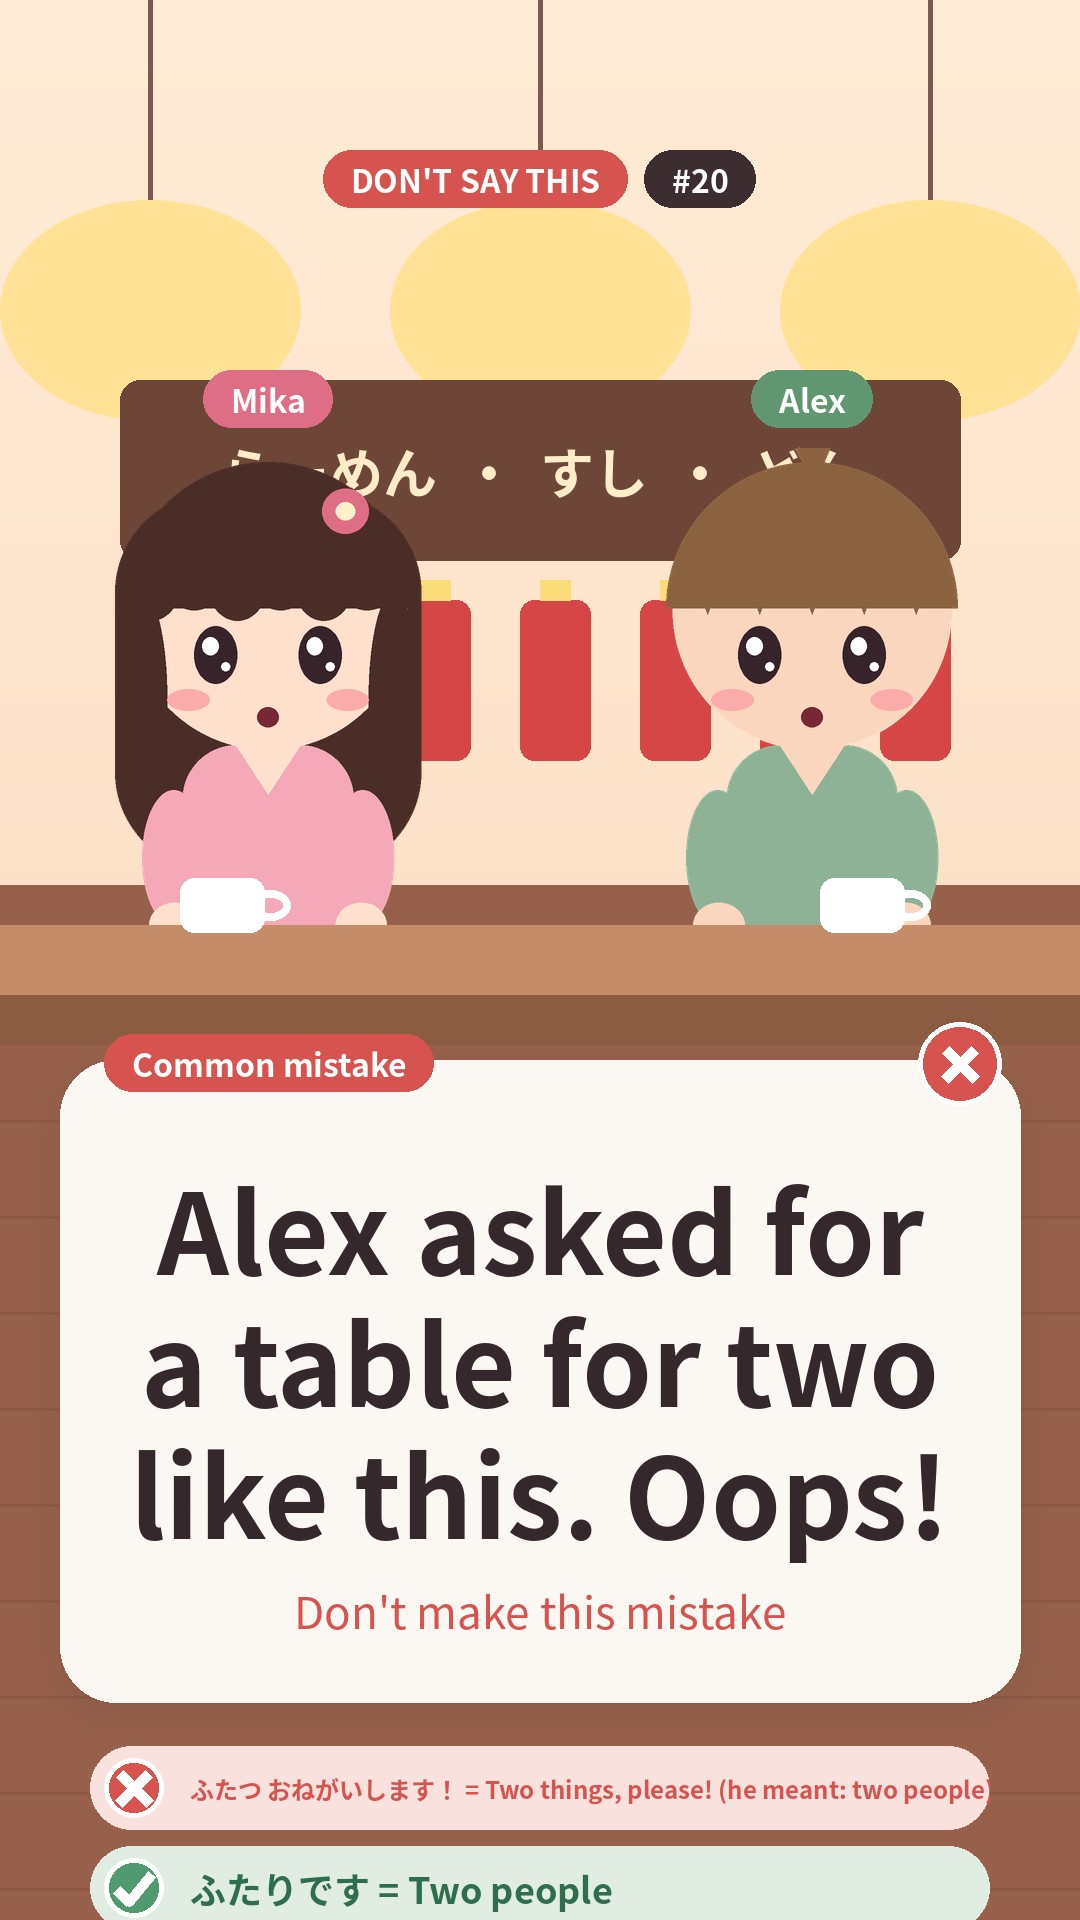 DON'T SAY THIS #20
Mika
Alex
めん ・ すし ・
Common mistake
Alex asked for
a table for two
like this. Oops!
Don't make this mistake
ふたつ おねがいします！ = Two things, please! (he meant: two people)
ふたりです = Two people